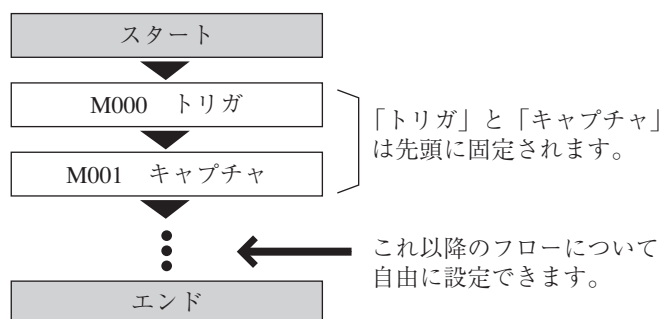 スタート
M000 トリガ
M001 キャプチャ
「トリガ」と「キャプチャ」
は先頭に固定されます。
これ以降のフローについて
自由に設定できます。
エンド